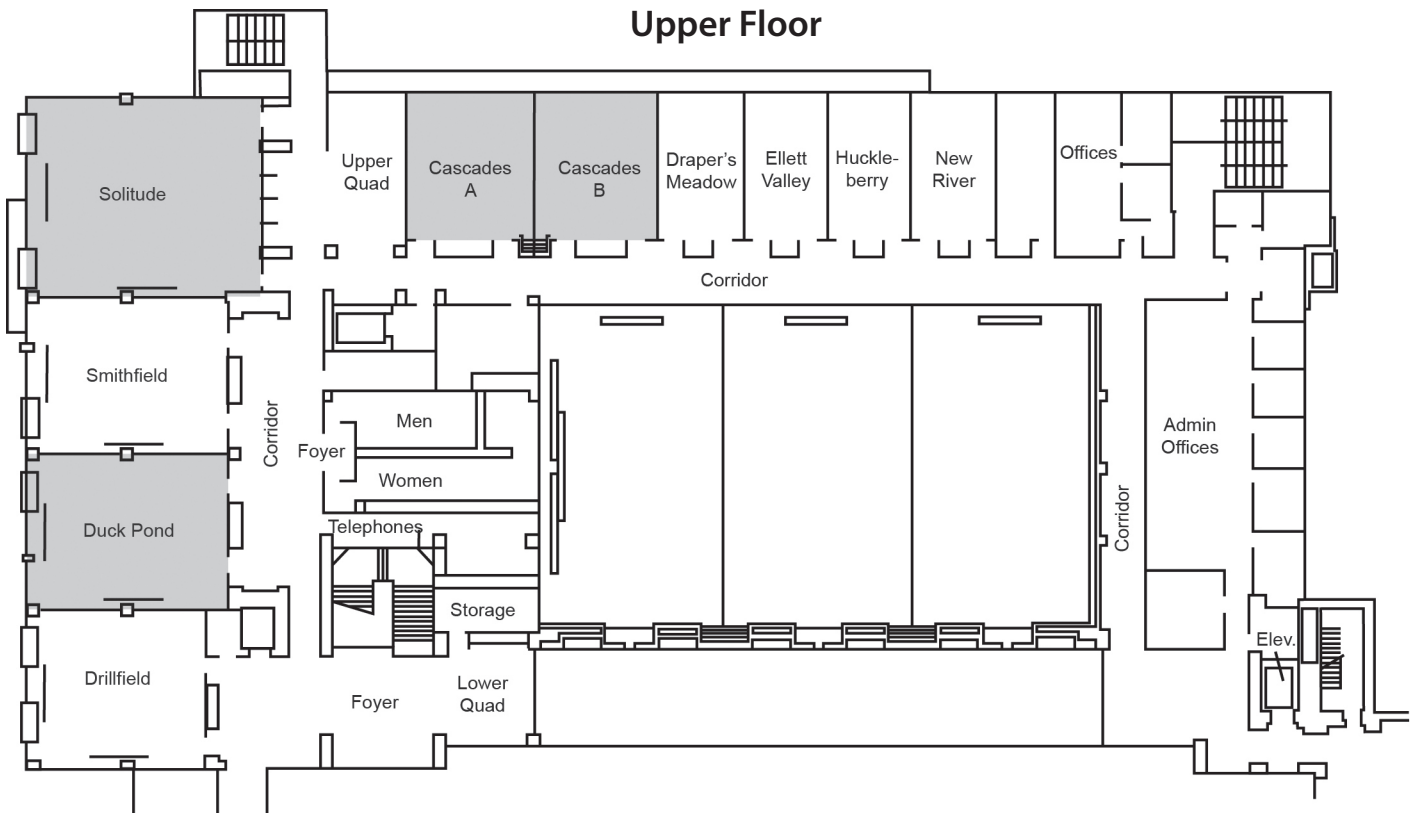 Upper Floor
Solitude
Upper
Quad
Cascades
A
Cascades
B
Draper's
Meadow
Ellett
Valley
Huckle-
berry
New
River
Offices
Corridor
Smithfield
Corridor
Foyer
Men
Women
Telephones
Duck Pond
Storage
Admin
Offices
Corridor
Drillfield
Foyer
Lower
Quad
Elev.